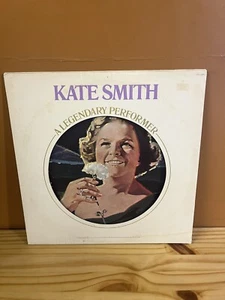 KATE SMITH
A LEGENDARY PERFORMER